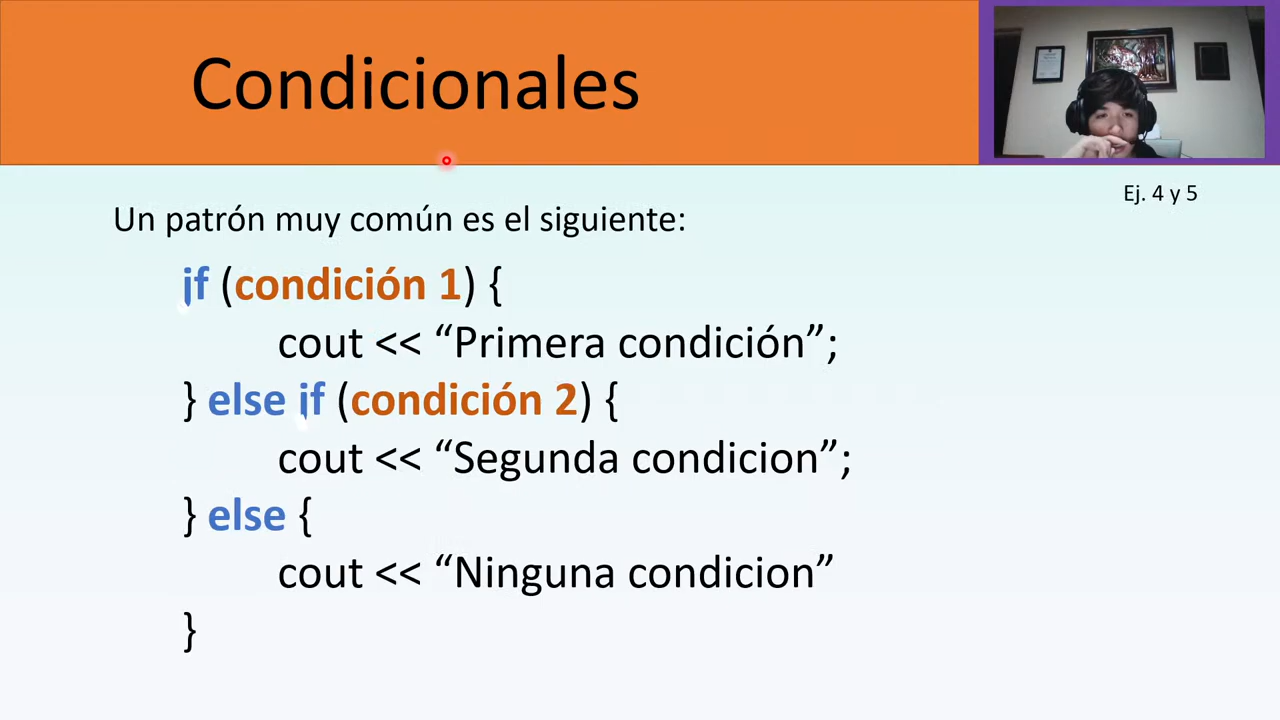 Condicionales
Ej. 4 y 5
Un patrón muy común es el siguiente:
if (condición 1) {
cout << “Primera condición”;
} else if (condición 2) {
cout << “Segunda condicion”;
} else {
cout << “Ninguna condicion”
}